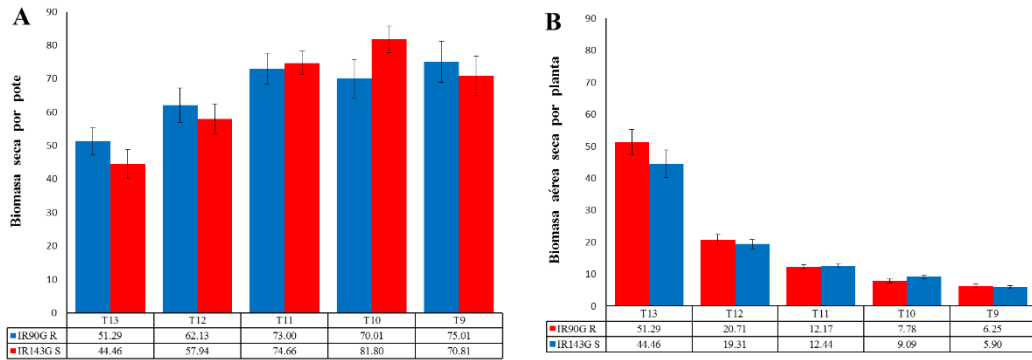 A
Biomasa seca por pote
90
80
70
60
50
40
30
20
10
0
T13 T12 T11 T10 T9
IR90G R 51.29 62.13 73.00 70.01 75.01
IR143G S 44.46 57.94 74.66 81.80 70.81
B
Biomasa aérea seca por planta
90
80
70
60
50
40
30
20
10
0
T13 T12 T11 T10 T9
IR90G R 51.29 20.71 12.17 7.78 6.25
IR143G S 44.46 19.31 12.44 9.09 5.90